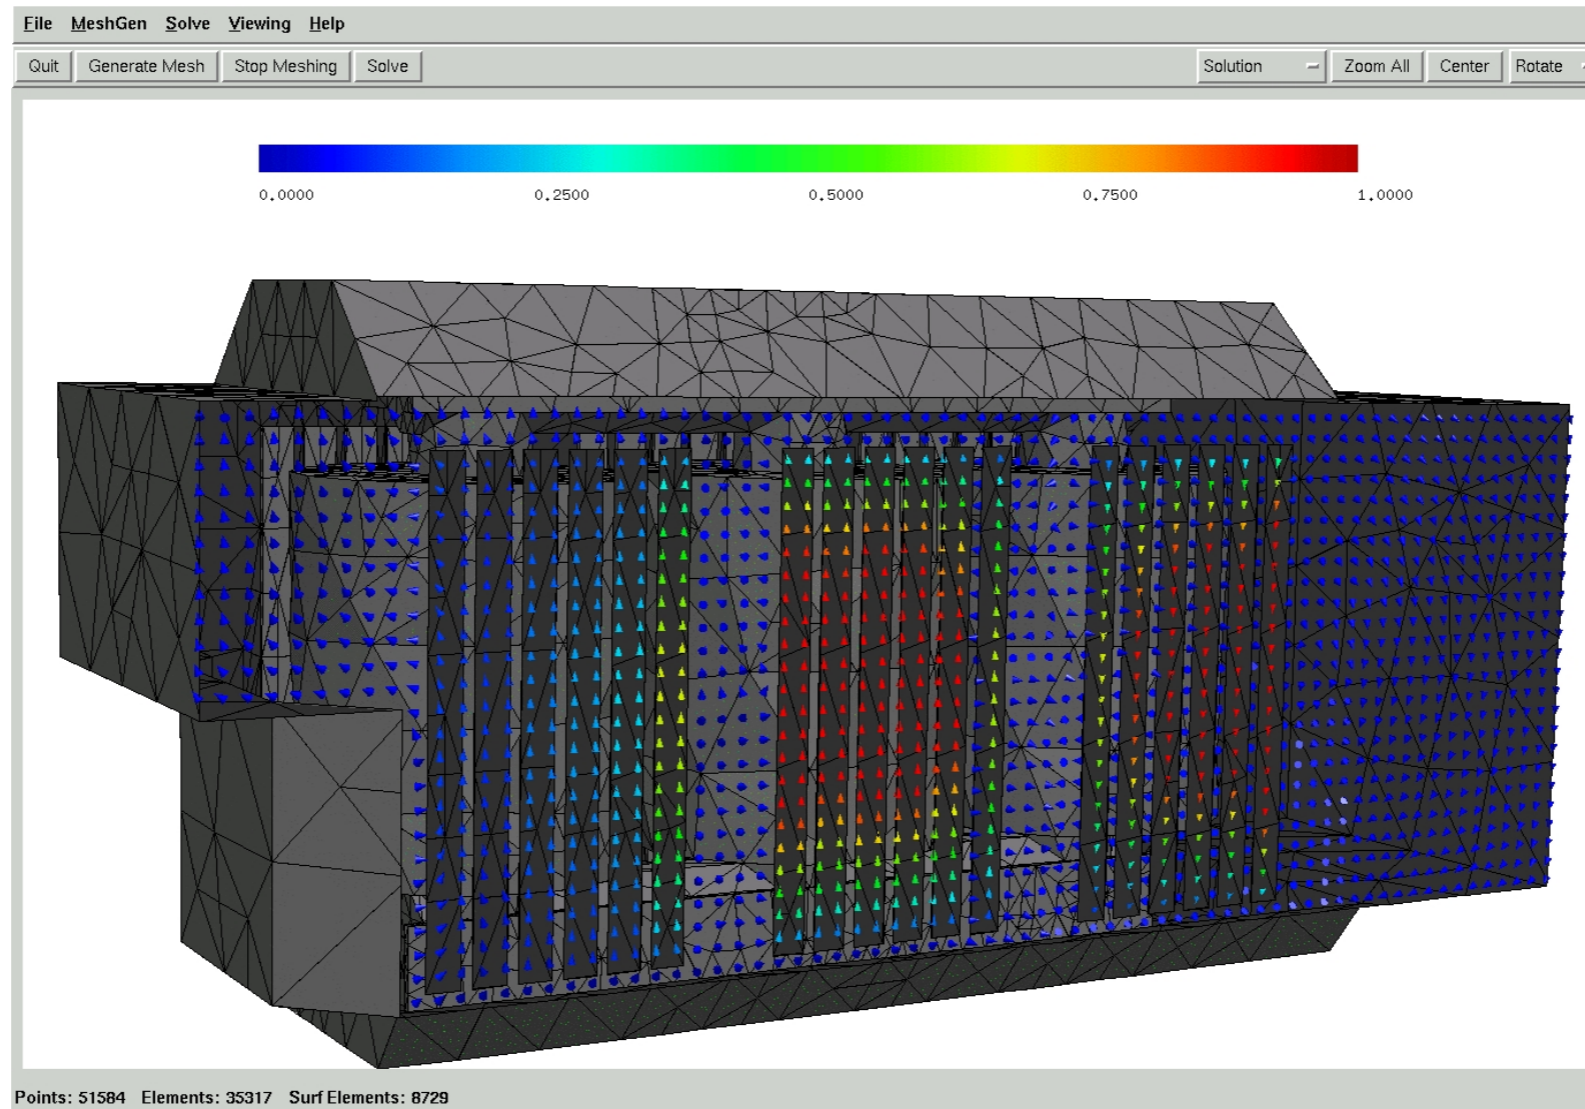 File MeshGen Solve Viewing Help
Quit Generate Mesh Stop Meshing Solve Solution Zoom All Center Rotate
0.0000 0.2500 0.5000 0.7500 1.0000
Points: 51584 Elements: 35317 Surf Elements: 8729